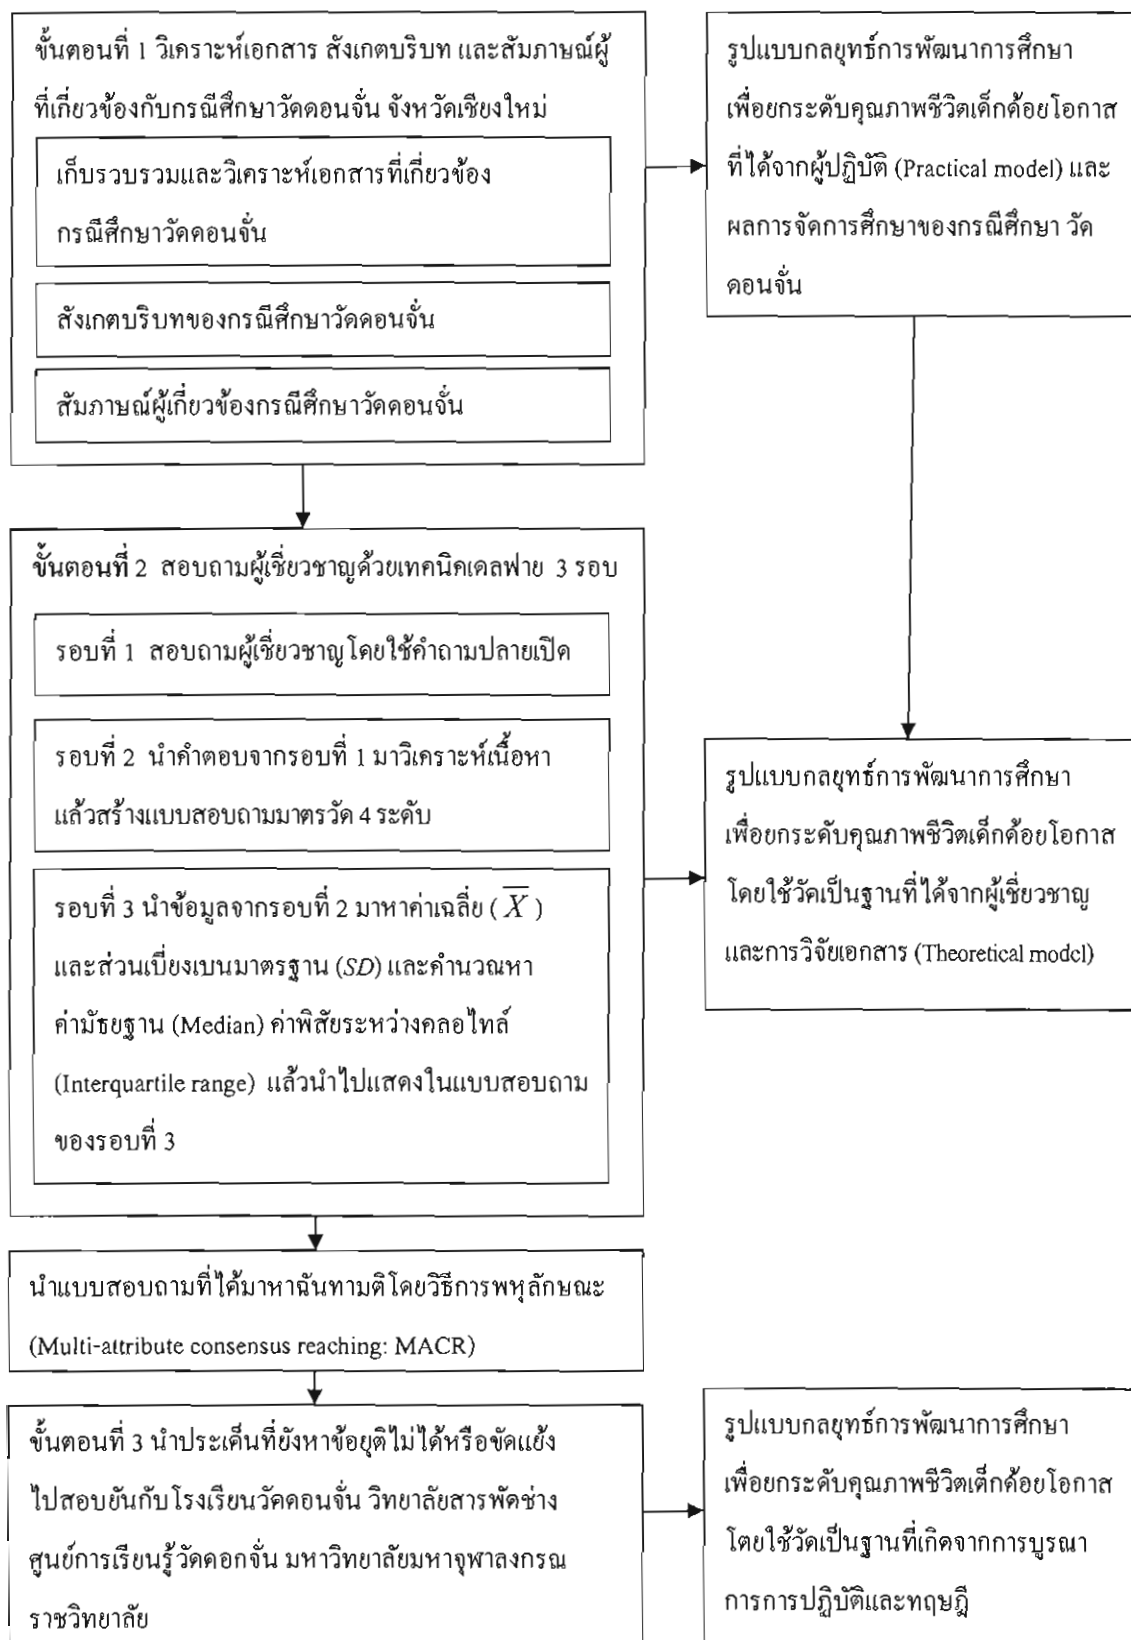 ขั้นตอนที่ 1 วิเคราะห์เอกสาร สังเกตบริบท และสัมภาษณ์ผู้
ที่เกี่ยวข้องกับกรณีศึกษาวัดดอนจั่น จังหวัดเชียงใหม่
เก็บรวบรวมและวิเคราะห์เอกสารที่เกี่ยวข้อง
กรณีศึกษาวัดดอนจั่น
สังเกตบริบทของกรณีศึกษาวัดดอนจั่น
สัมภาษณ์ผู้เกี่ยวข้องกรณีศึกษาวัดดอนจั่น
รูปแบบกลยุทธ์การพัฒนาการศึกษา
เพื่อยกระดับคุณภาพชีวิตเด็กด้อยโอกาส
ที่ได้จากผู้ปฏิบัติ (Practical model) และ
ผลการจัดการศึกษาของกรณีศึกษา วัด
ดอนจั่น
ขั้นตอนที่ 2 สอบถามผู้เชี่ยวชาญด้วยเทคนิคเดลฟาย 3 รอบ
รอบที่ 1 สอบถามผู้เชี่ยวชาญโดยใช้คำถามปลายเปิด
รอบที่ 2 นำคำตอบจากรอบที่ 1 มาวิเคราะห์เนื้อหา
แล้วสร้างแบบสอบถามมาตรวัด 4 ระดับ
รอบที่ 3 นำข้อมูลจากรอบที่ 2 มาหาค่าเฉลี่ย ( X̅ )
และส่วนเบี่ยงเบนมาตรฐาน (SD) และคำนวณหา
ค่ามัธยฐาน (Median) ค่าพิสัยระหว่างควอไทล์
(Interquartile range) แล้วนำไปแสดงในแบบสอบถาม
ของรอบที่ 3
รูปแบบกลยุทธ์การพัฒนาการศึกษา
เพื่อยกระดับคุณภาพชีวิตเด็กด้อยโอกาส
โดยใช้วัดเป็นฐานที่ได้จากผู้เชี่ยวชาญ
และการวิจัยเอกสาร (Theoretical model)
นำแบบสอบถามที่ได้มาหาฉันทามติโดยวิธีการพหุลักษณะ
(Multi-attribute consensus reaching: MACR)
ขั้นตอนที่ 3 นำประเด็นที่ยังหาข้อยุติไม่ได้หรือขัดแย้ง
ไปสอบยันกับโรงเรียนวัดดอนจั่น วิทยาลัยสารพัดช่าง
ศูนย์การเรียนรู้วัดดอกจั่น มหาวิทยาลัยมหาจุฬาลงกรณ
ราชวิทยาลัย
รูปแบบกลยุทธ์การพัฒนาการศึกษา
เพื่อยกระดับคุณภาพชีวิตเด็กด้อยโอกาส
โดยใช้วัดเป็นฐานที่เกิดจากการบูรณา
การการปฏิบัติและทฤษฎี